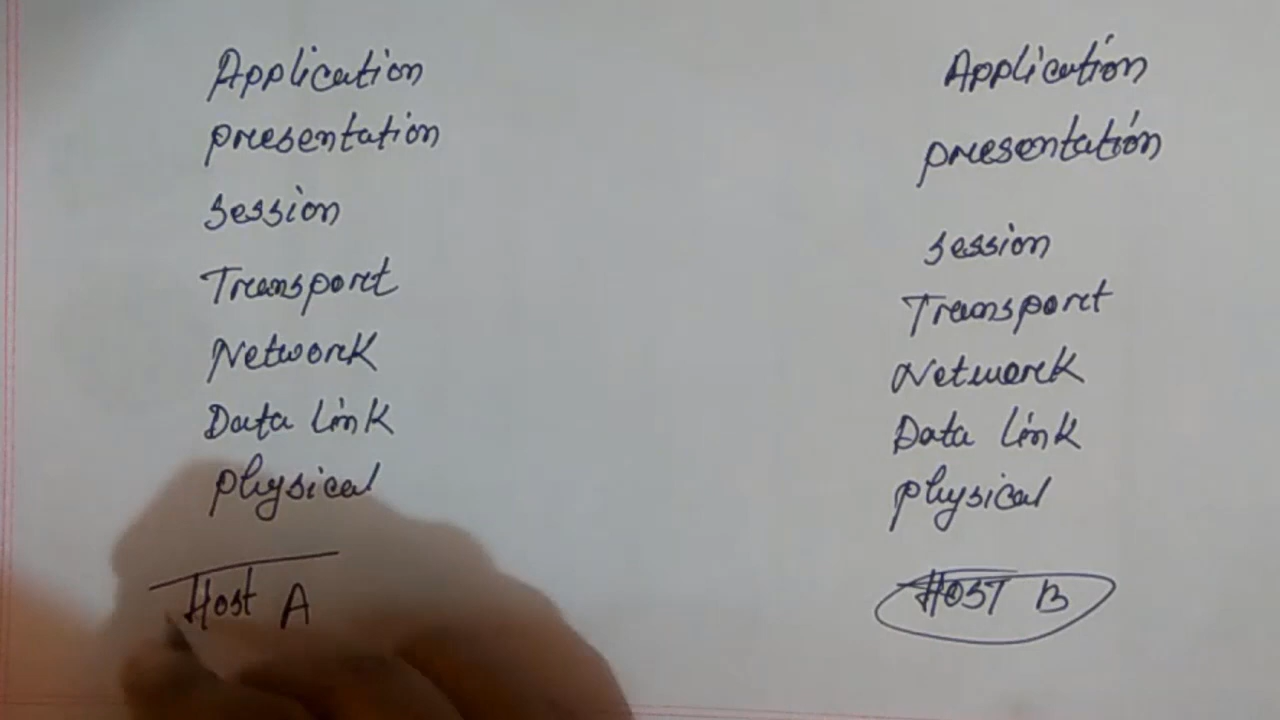 Application
presentation
session
Transport
Network
Data Link
physical
Host A
Application
presentation
session
Transport
Network
Data Link
physical
HOST B